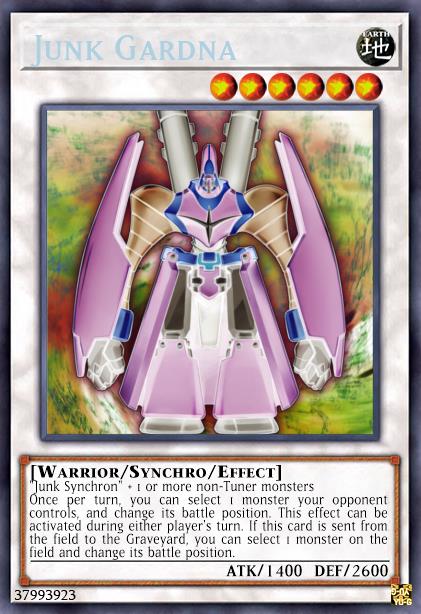 Junk Gardna
EARTH
地
[Warrior/Synchro/Effect]
"Junk Synchron" + 1 or more non-Tuner monsters
Once per turn, you can select 1 monster your opponent
controls, and change its battle position. This effect can be
activated during either player's turn. If this card is sent
from the field to the Graveyard, you can select 1 monster on the
field and change its battle position.
ATK/1400 DEF/2600
37993923